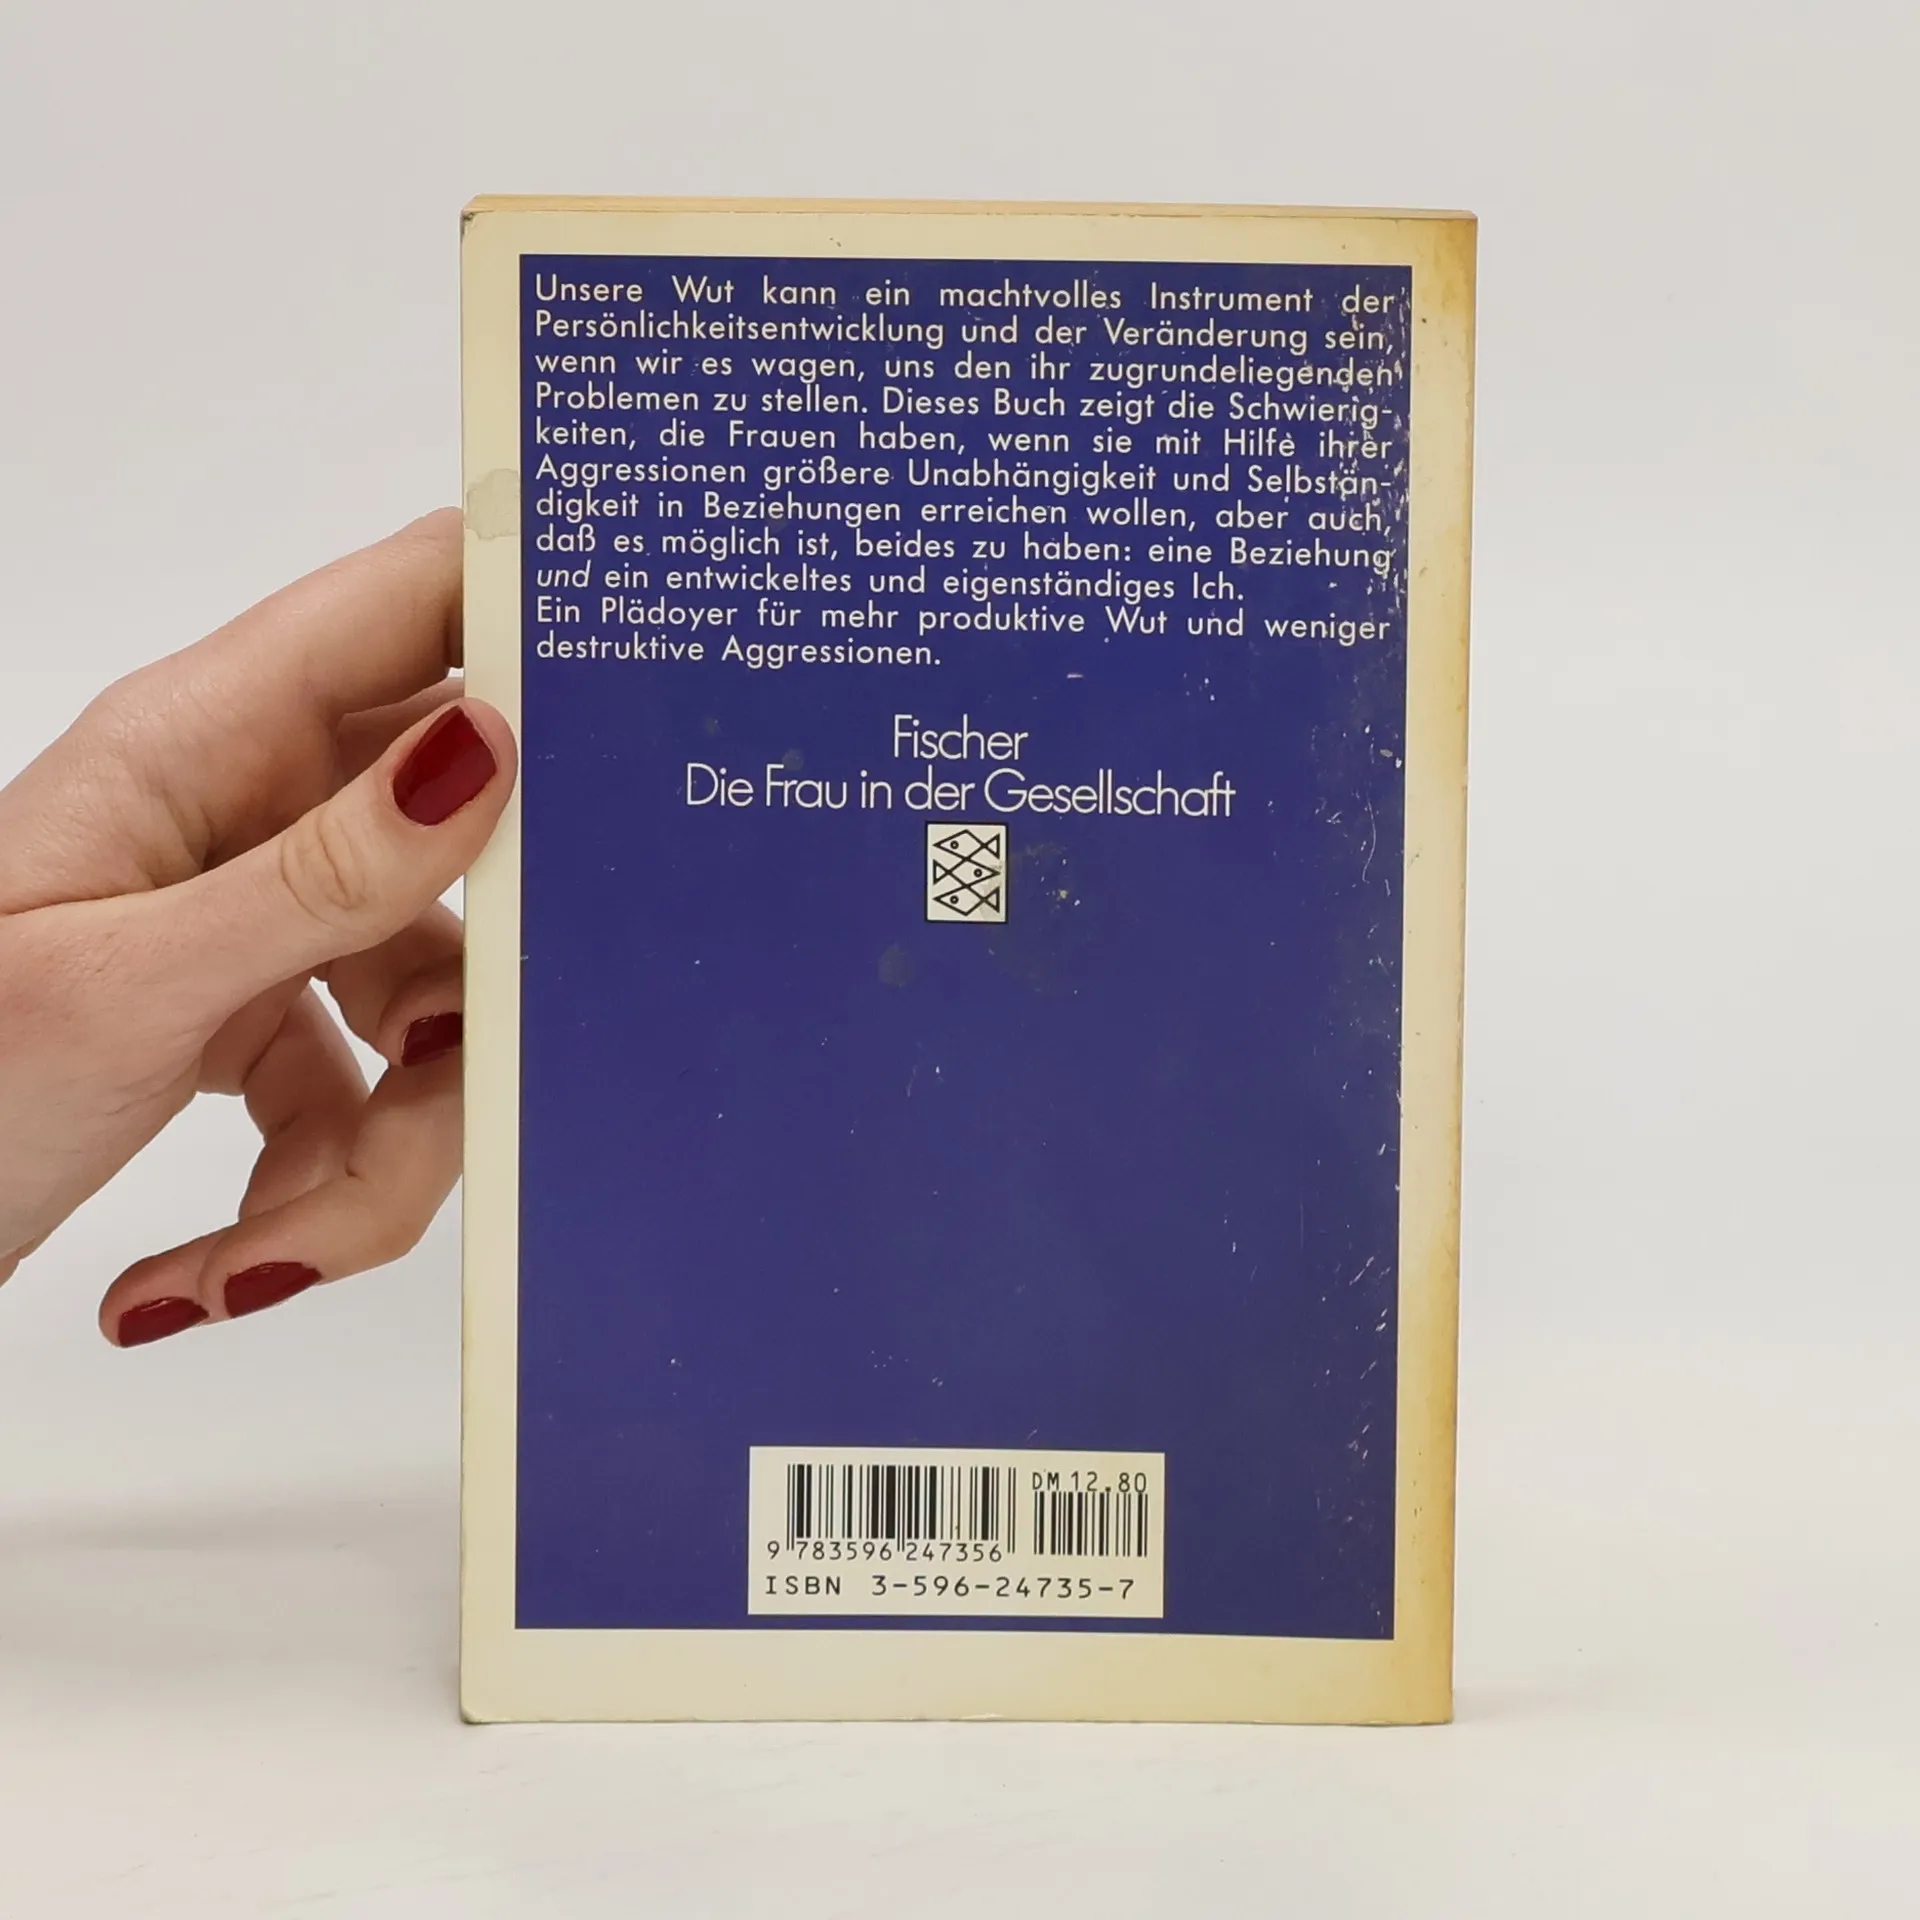 Unsere Wut kann ein machtvolles Instrument der
Persönlichkeitsentwicklung und der Veränderung sein,
wenn wir es wagen, uns den ihr zugrundeliegenden
Problemen zu stellen. Dieses Buch zeigt die Schwierig-
keiten, die Frauen haben, wenn sie mit Hilfe ihrer
Aggressionen größere Unabhängigkeit und Selbstän-
digkeit in Beziehungen erreichen wollen, aber auch,
daß es möglich ist, beides zu haben: eine Beziehung
und ein entwickeltes und eigenständiges Ich.
Ein Plädoyer für mehr produktive Wut und weniger
destruktive Aggressionen.
Fischer
Die Frau in der Gesellschaft
DM 12.80
9 783596 247356
ISBN 3-596-24735-7